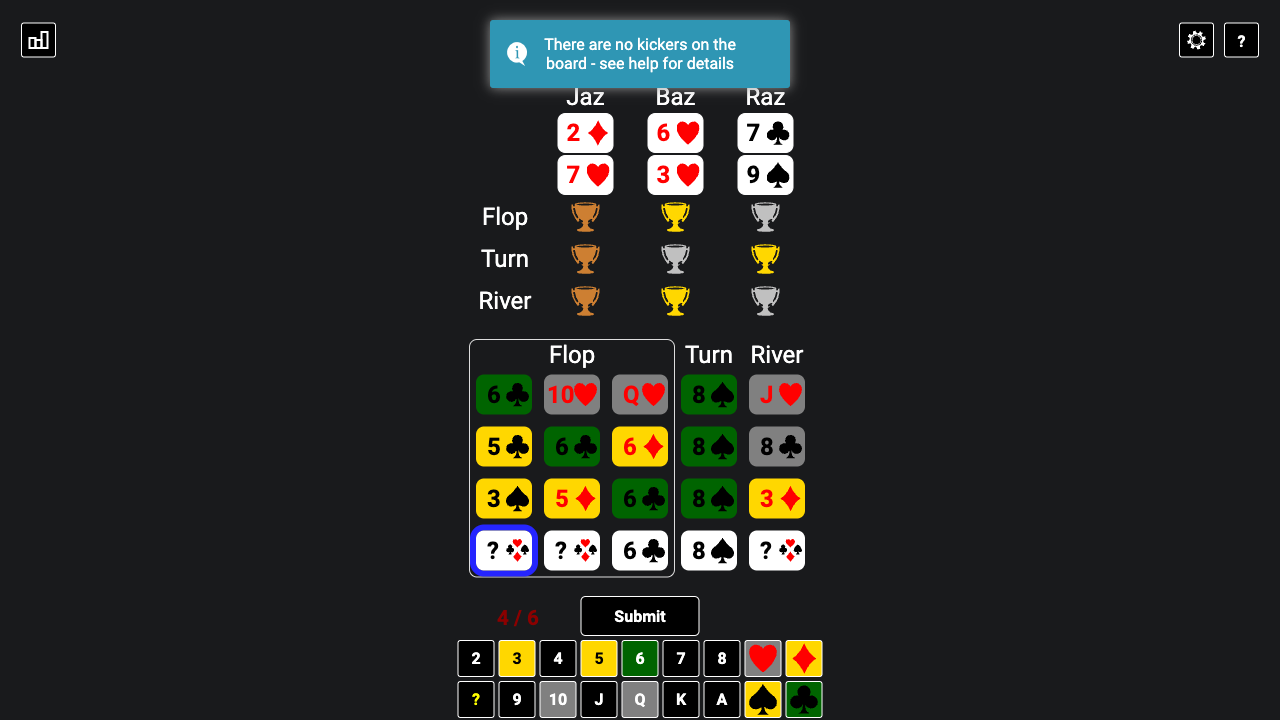 There are no kickers on the
board - see help for details
?
Jaz Baz Raz
2 6 7
7 3 9
Flop
Turn
River
Flop Turn River
6 10 Q 8 J
5 6 6 8 8
3 5 6 8 3
? ? 6 8 ?
4 / 6 Submit
2 3 4 5 6 7 8
? 9 10 J Q K A